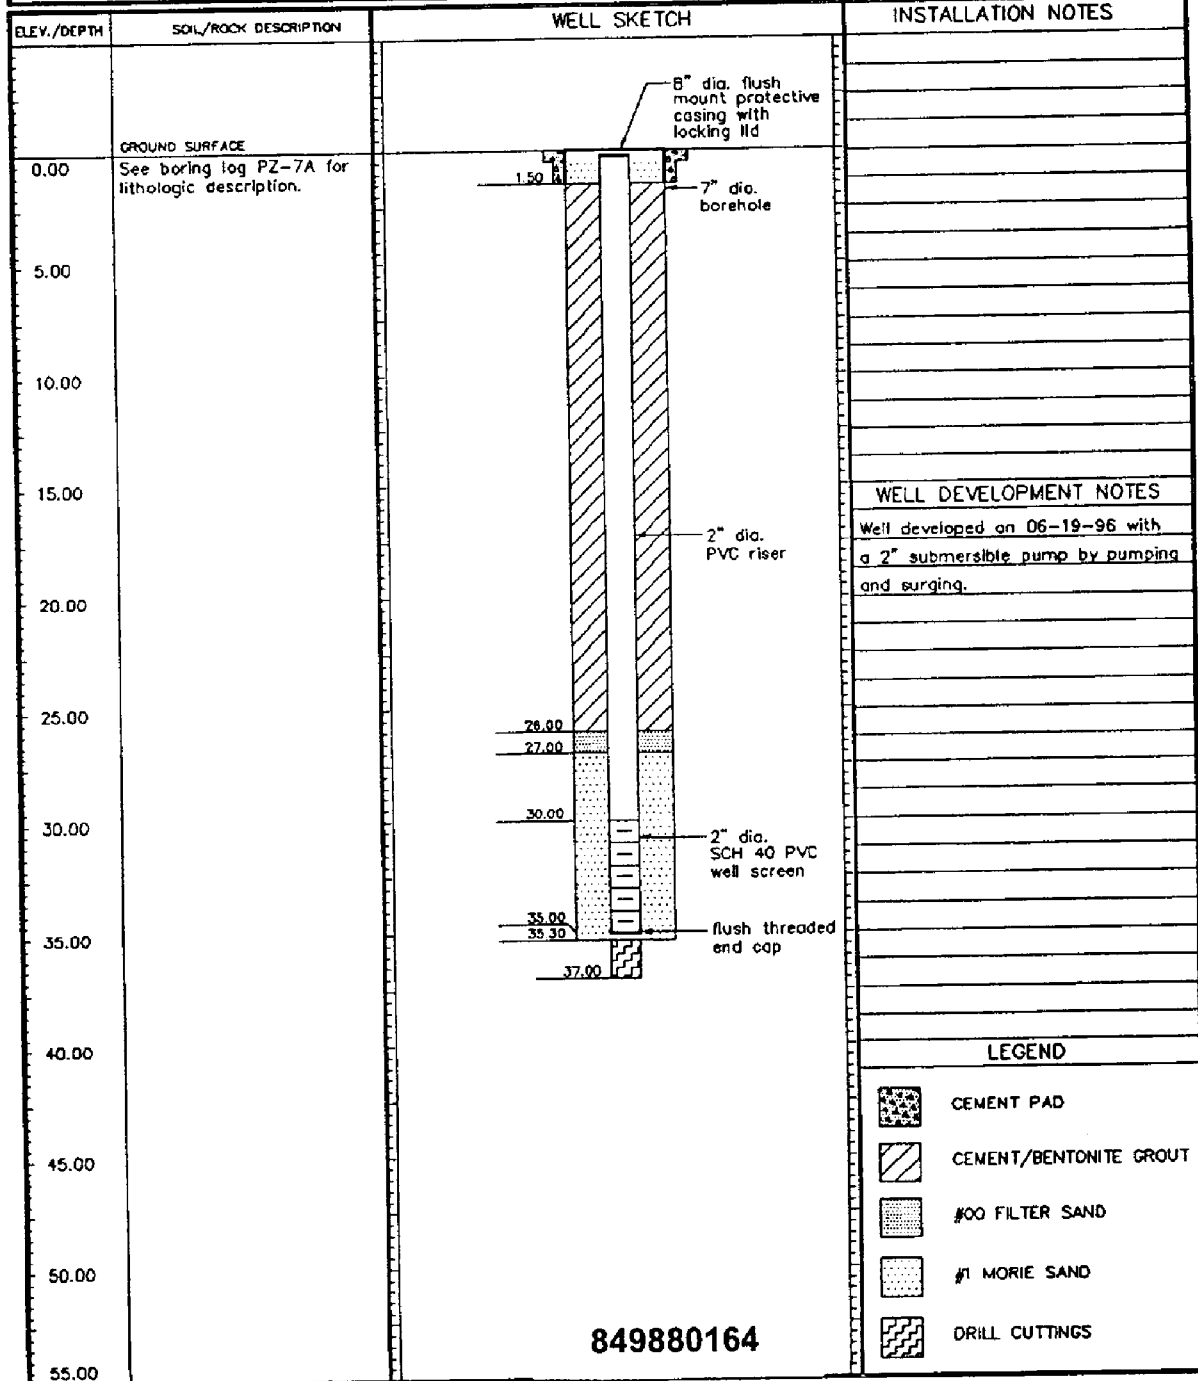 ELEV./DEPTH
SOIL/ROCK DESCRIPTION
WELL SKETCH
INSTALLATION NOTES
8" dia. flush
mount protective
casing with
locking lid
GROUND SURFACE
0.00
See boring log PZ-7A for
lithologic description.
1.50
7" dia.
borehole
5.00
10.00
15.00
WELL DEVELOPMENT NOTES
Well developed on 06-19-96 with
a 2" submersible pump by pumping
and surging.
2" dia.
PVC riser
20.00
25.00
26.00
27.00
30.00
30.00
2" dia.
SCH 40 PVC
well screen
35.00
35.30
flush threaded
end cap
35.00
37.00
40.00
LEGEND
CEMENT PAD
45.00
CEMENT/BENTONITE GROUT
#00 FILTER SAND
50.00
#1 MORIE SAND
849880164
DRILL CUTTINGS
55.00